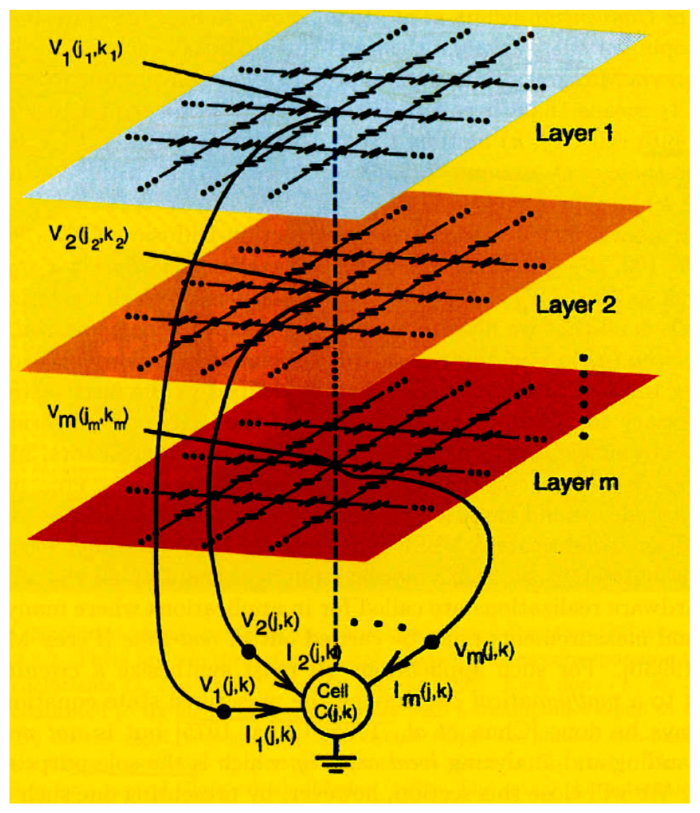 V1(j1,k1)
Layer 1
V2(j2,k2)
Layer 2
Vm(jm,km)
Layer m
V2(j,k)
I2(j,k)
Vm(j,k)
V1(j,k)
Cell
C(j,k)
Im(j,k)
I1(j,k)